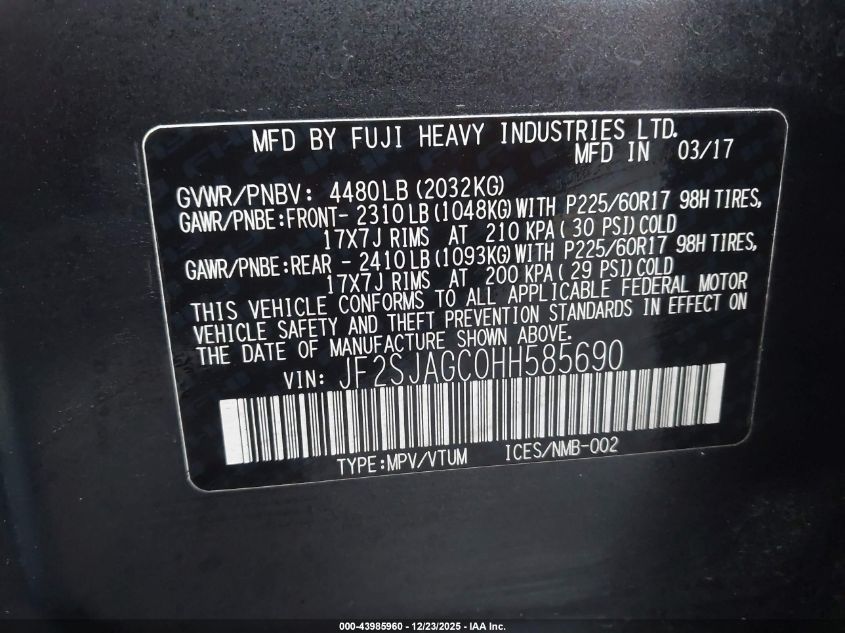 MFD BY FUJI HEAVY INDUSTRIES LTD.
MFD IN 03/17
GVWR/PNBV: 4480LB(2032KG)
GAWR/PNBE:FRONT- 2310LB(1048KG)WITH P225/60R17 98H TIRES,
17X7J RIMS AT 210 KPA( 30 PSI)COLD
GAWR/PNBE:REAR - 2410LB(1093KG)WITH P225/60R17 98H TIRES,
17X7J RIMS AT 200 KPA( 29 PSI)COLD
THIS VEHICLE CONFORMS TO ALL APPLICABLE FEDERAL MOTOR
VEHICLE SAFETY AND THEFT PREVENTION STANDARDS IN EFFECT ON
THE DATE OF MANUFACTURE SHOWN ABOVE.
VIN: JF2SJAGC0HH585690
TYPE:MPV/VTUM ICES/NMB-002
000-43985960 - 12/23/2025 - IAA Inc.